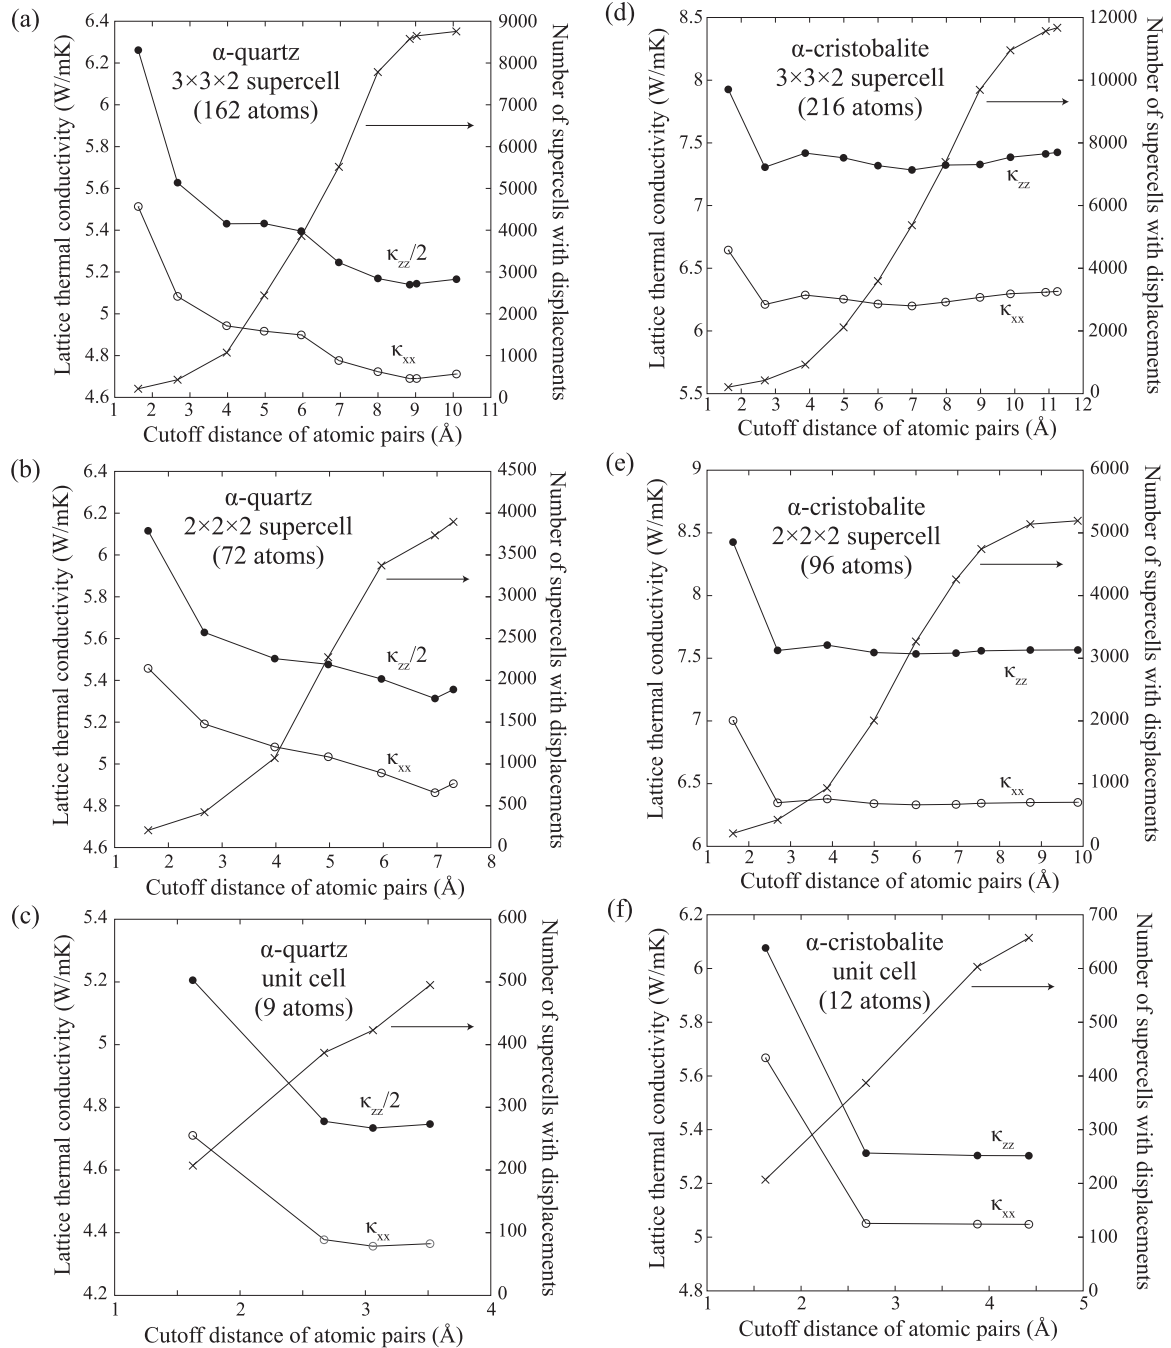 (a)
Lattice thermal conductivity (W/mK)
6.4
6.2
6
5.8
5.6
5.4
5.2
5
4.8
4.6
α-quartz
3×3×2 supercell
(162 atoms)
κzz/2
κxx
9000
8000
7000
6000
5000
4000
3000
2000
1000
0
Number of supercells with displacements
1 2 3 4 5 6 7 8 9 10 11
Cutoff distance of atomic pairs (Å)
(d)
Lattice thermal conductivity (W/mK)
8.5
8
7.5
7
6.5
6
5.5
α-cristobalite
3×3×2 supercell
(216 atoms)
κzz
κxx
12000
10000
8000
6000
4000
2000
0
Number of supercells with displacements
1 2 3 4 5 6 7 8 9 10 11 12
Cutoff distance of atomic pairs (Å)
(b)
Lattice thermal conductivity (W/mK)
6.4
6.2
6
5.8
5.6
5.4
5.2
5
4.8
4.6
α-quartz
2×2×2 supercell
(72 atoms)
κzz/2
κxx
4500
4000
3500
3000
2500
2000
1500
1000
500
0
Number of supercells with displacements
1 2 3 4 5 6 7 8
Cutoff distance of atomic pairs (Å)
(e)
Lattice thermal conductivity (W/mK)
9
8.5
8
7.5
7
6.5
6
α-cristobalite
2×2×2 supercell
(96 atoms)
κzz
κxx
6000
5000
4000
3000
2000
1000
0
Number of supercells with displacements
1 2 3 4 5 6 7 8 9 10
Cutoff distance of atomic pairs (Å)
(c)
Lattice thermal conductivity (W/mK)
5.4
5.2
5
4.8
4.6
4.4
4.2
α-quartz
unit cell
(9 atoms)
κzz/2
κxx
600
500
400
300
200
100
0
Number of supercells with displacements
1 2 3 4
Cutoff distance of atomic pairs (Å)
(f)
Lattice thermal conductivity (W/mK)
6.2
6
5.8
5.6
5.4
5.2
5
4.8
α-cristobalite
unit cell
(12 atoms)
κzz
κxx
700
600
500
400
300
200
100
0
Number of supercells with displacements
1 2 3 4 5
Cutoff distance of atomic pairs (Å)